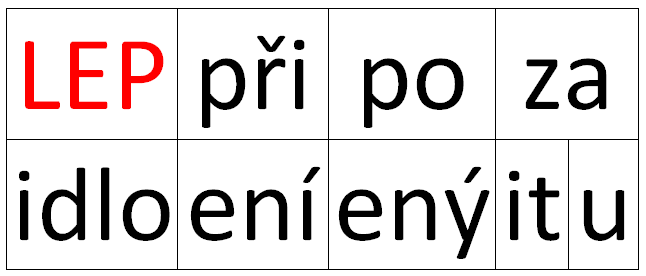 LEP při po za
idlo ení ený it u